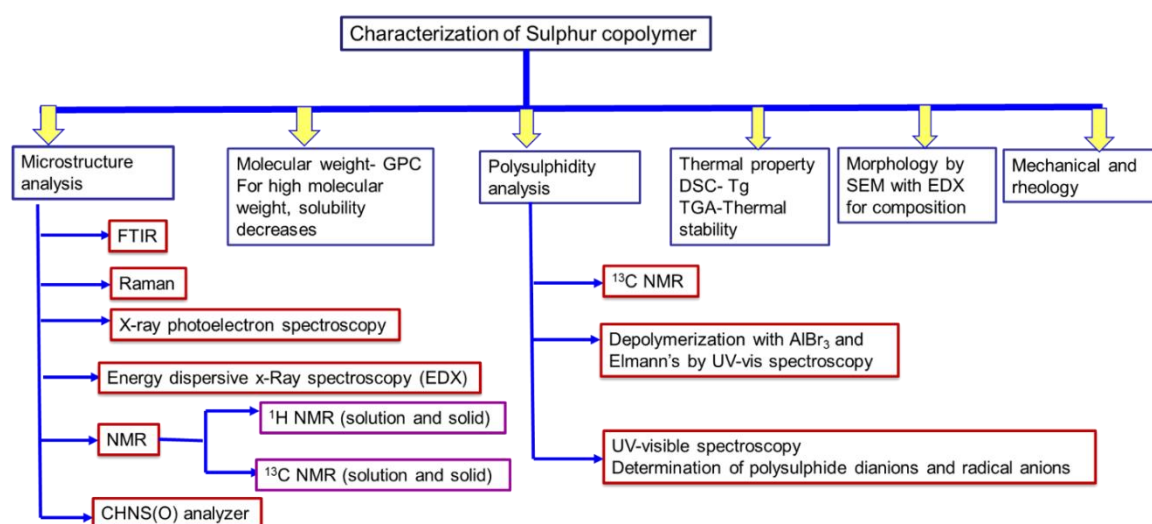 Characterization of Sulphur copolymer
Microstructure
analysis
Molecular weight- GPC
For high molecular
weight, solubility
decreases
Polysulphidity
analysis
Thermal property
DSC- Tg
TGA-Thermal
stability
Morphology by
SEM with EDX
for composition
Mechanical and
rheology
FTIR
Raman
X-ray photoelectron spectroscopy
Energy dispersive x-Ray spectroscopy (EDX)
NMR
¹H NMR (solution and solid)
¹³C NMR (solution and solid)
CHNS(O) analyzer
¹³C NMR
Depolymerization with AlBr₃ and
Elmann's by UV-vis spectroscopy
UV-visible spectroscopy
Determination of polysulphide dianions and radical anions